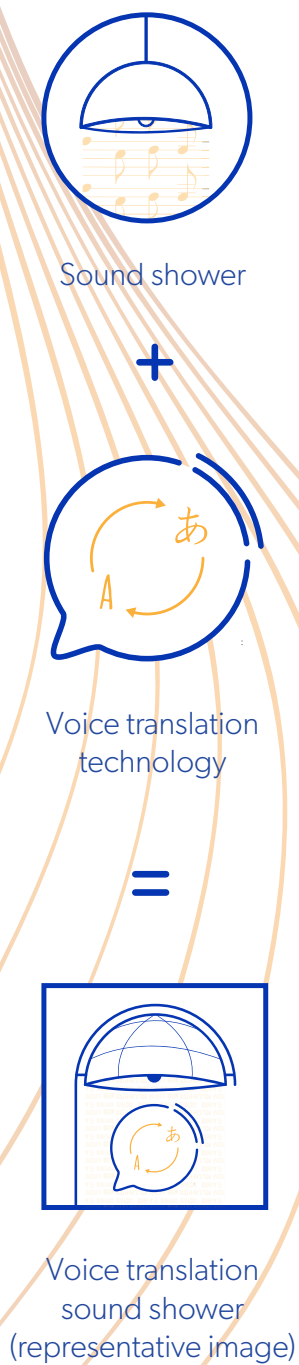 Sound shower
+
あ
A
Voice translation
technology
=
あ
A
Voice translation
sound shower
(representative image)